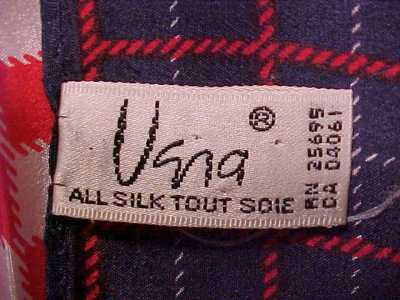 Vera ®
ALL SILK TOUT SOIE
RN 25695
CA 04061